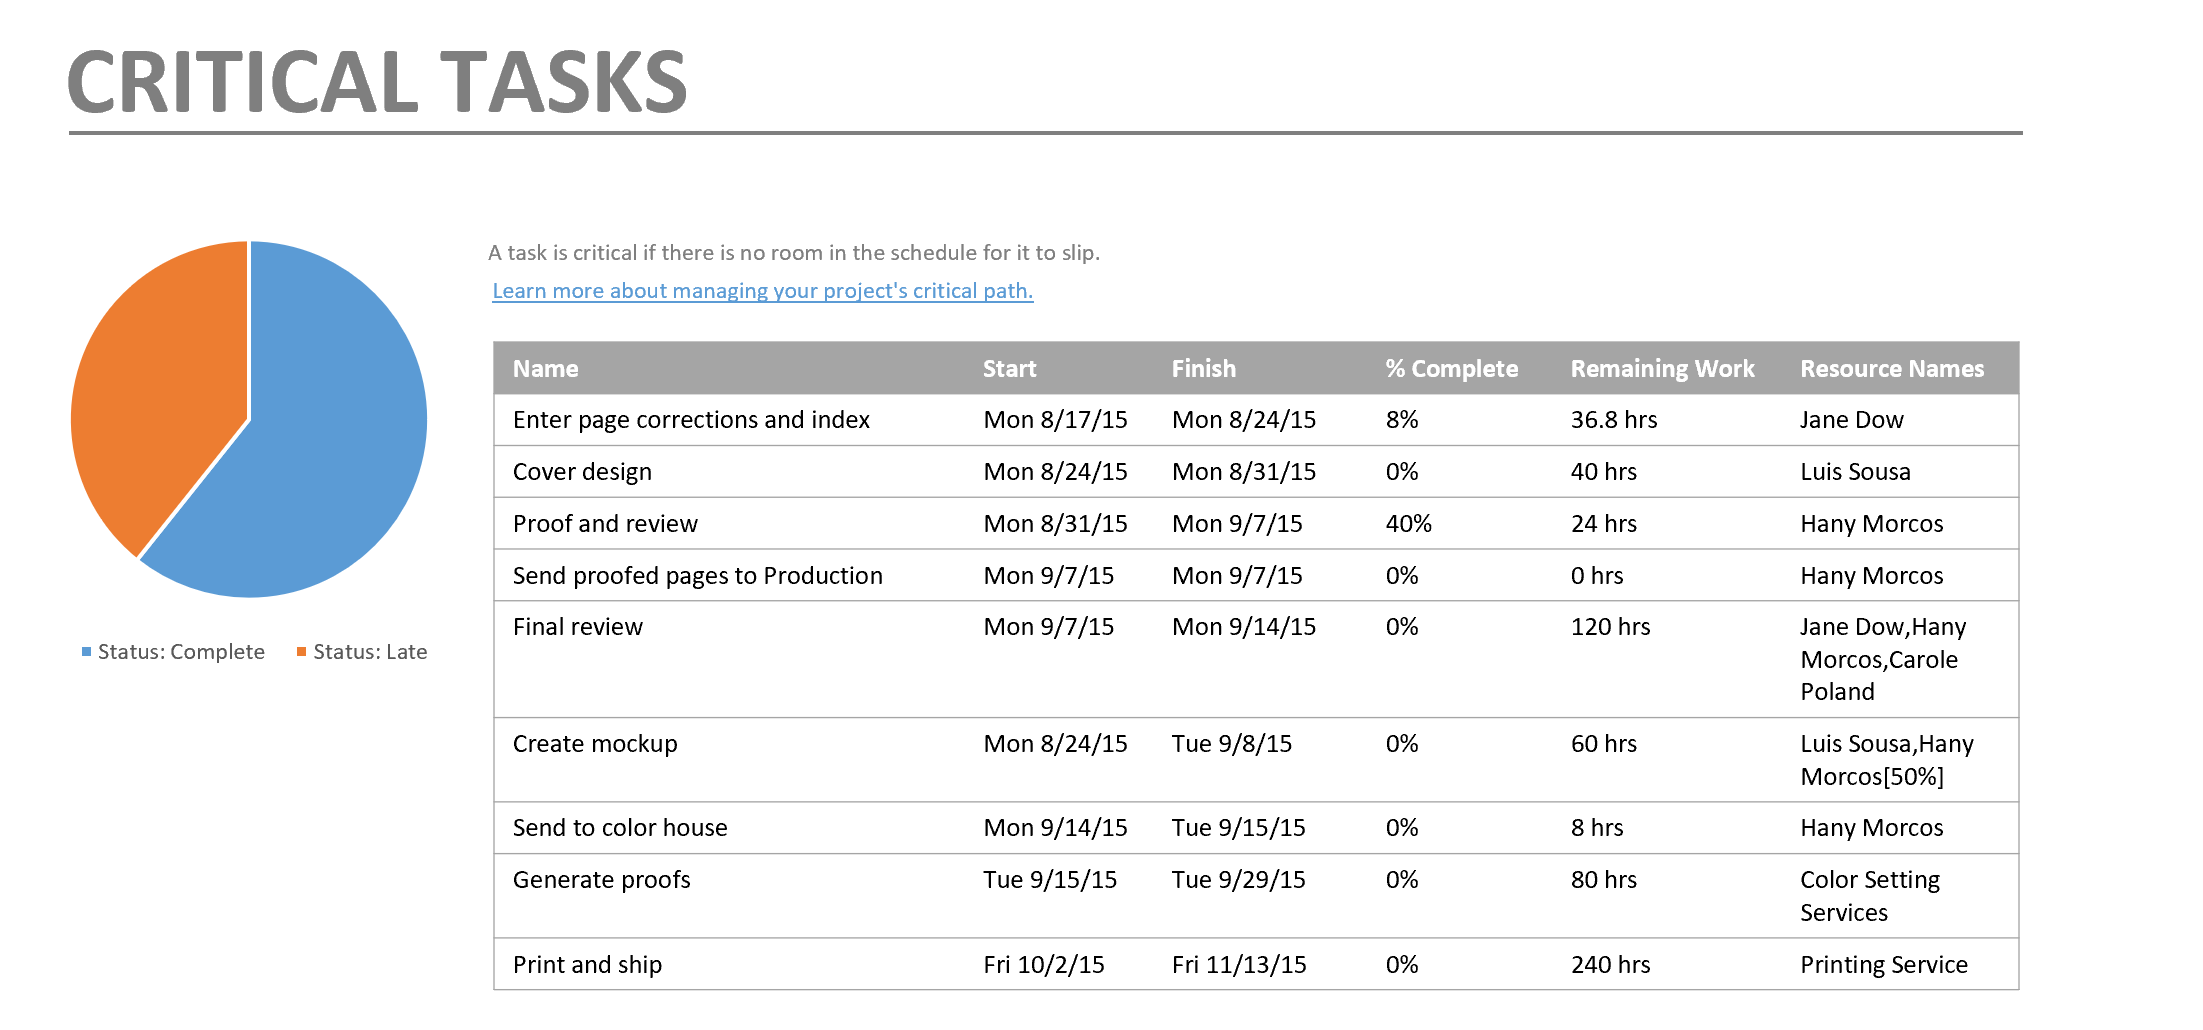 CRITICAL TASKS
A task is critical if there is no room in the schedule for it to slip.
Learn more about managing your project's critical path.
Status: Complete Status: Late
Name Start Finish % Complete Remaining Work Resource Names
Enter page corrections and index Mon 8/17/15 Mon 8/24/15 8% 36.8 hrs Jane Dow
Cover design Mon 8/24/15 Mon 8/31/15 0% 40 hrs Luis Sousa
Proof and review Mon 8/31/15 Mon 9/7/15 40% 24 hrs Hany Morcos
Send proofed pages to Production Mon 9/7/15 Mon 9/7/15 0% 0 hrs Hany Morcos
Final review Mon 9/7/15 Mon 9/14/15 0% 120 hrs Jane Dow,Hany
Morcos,Carole
Poland
Create mockup Mon 8/24/15 Tue 9/8/15 0% 60 hrs Luis Sousa,Hany
Morcos[50%]
Send to color house Mon 9/14/15 Tue 9/15/15 0% 8 hrs Hany Morcos
Generate proofs Tue 9/15/15 Tue 9/29/15 0% 80 hrs Color Setting
Services
Print and ship Fri 10/2/15 Fri 11/13/15 0% 240 hrs Printing Service